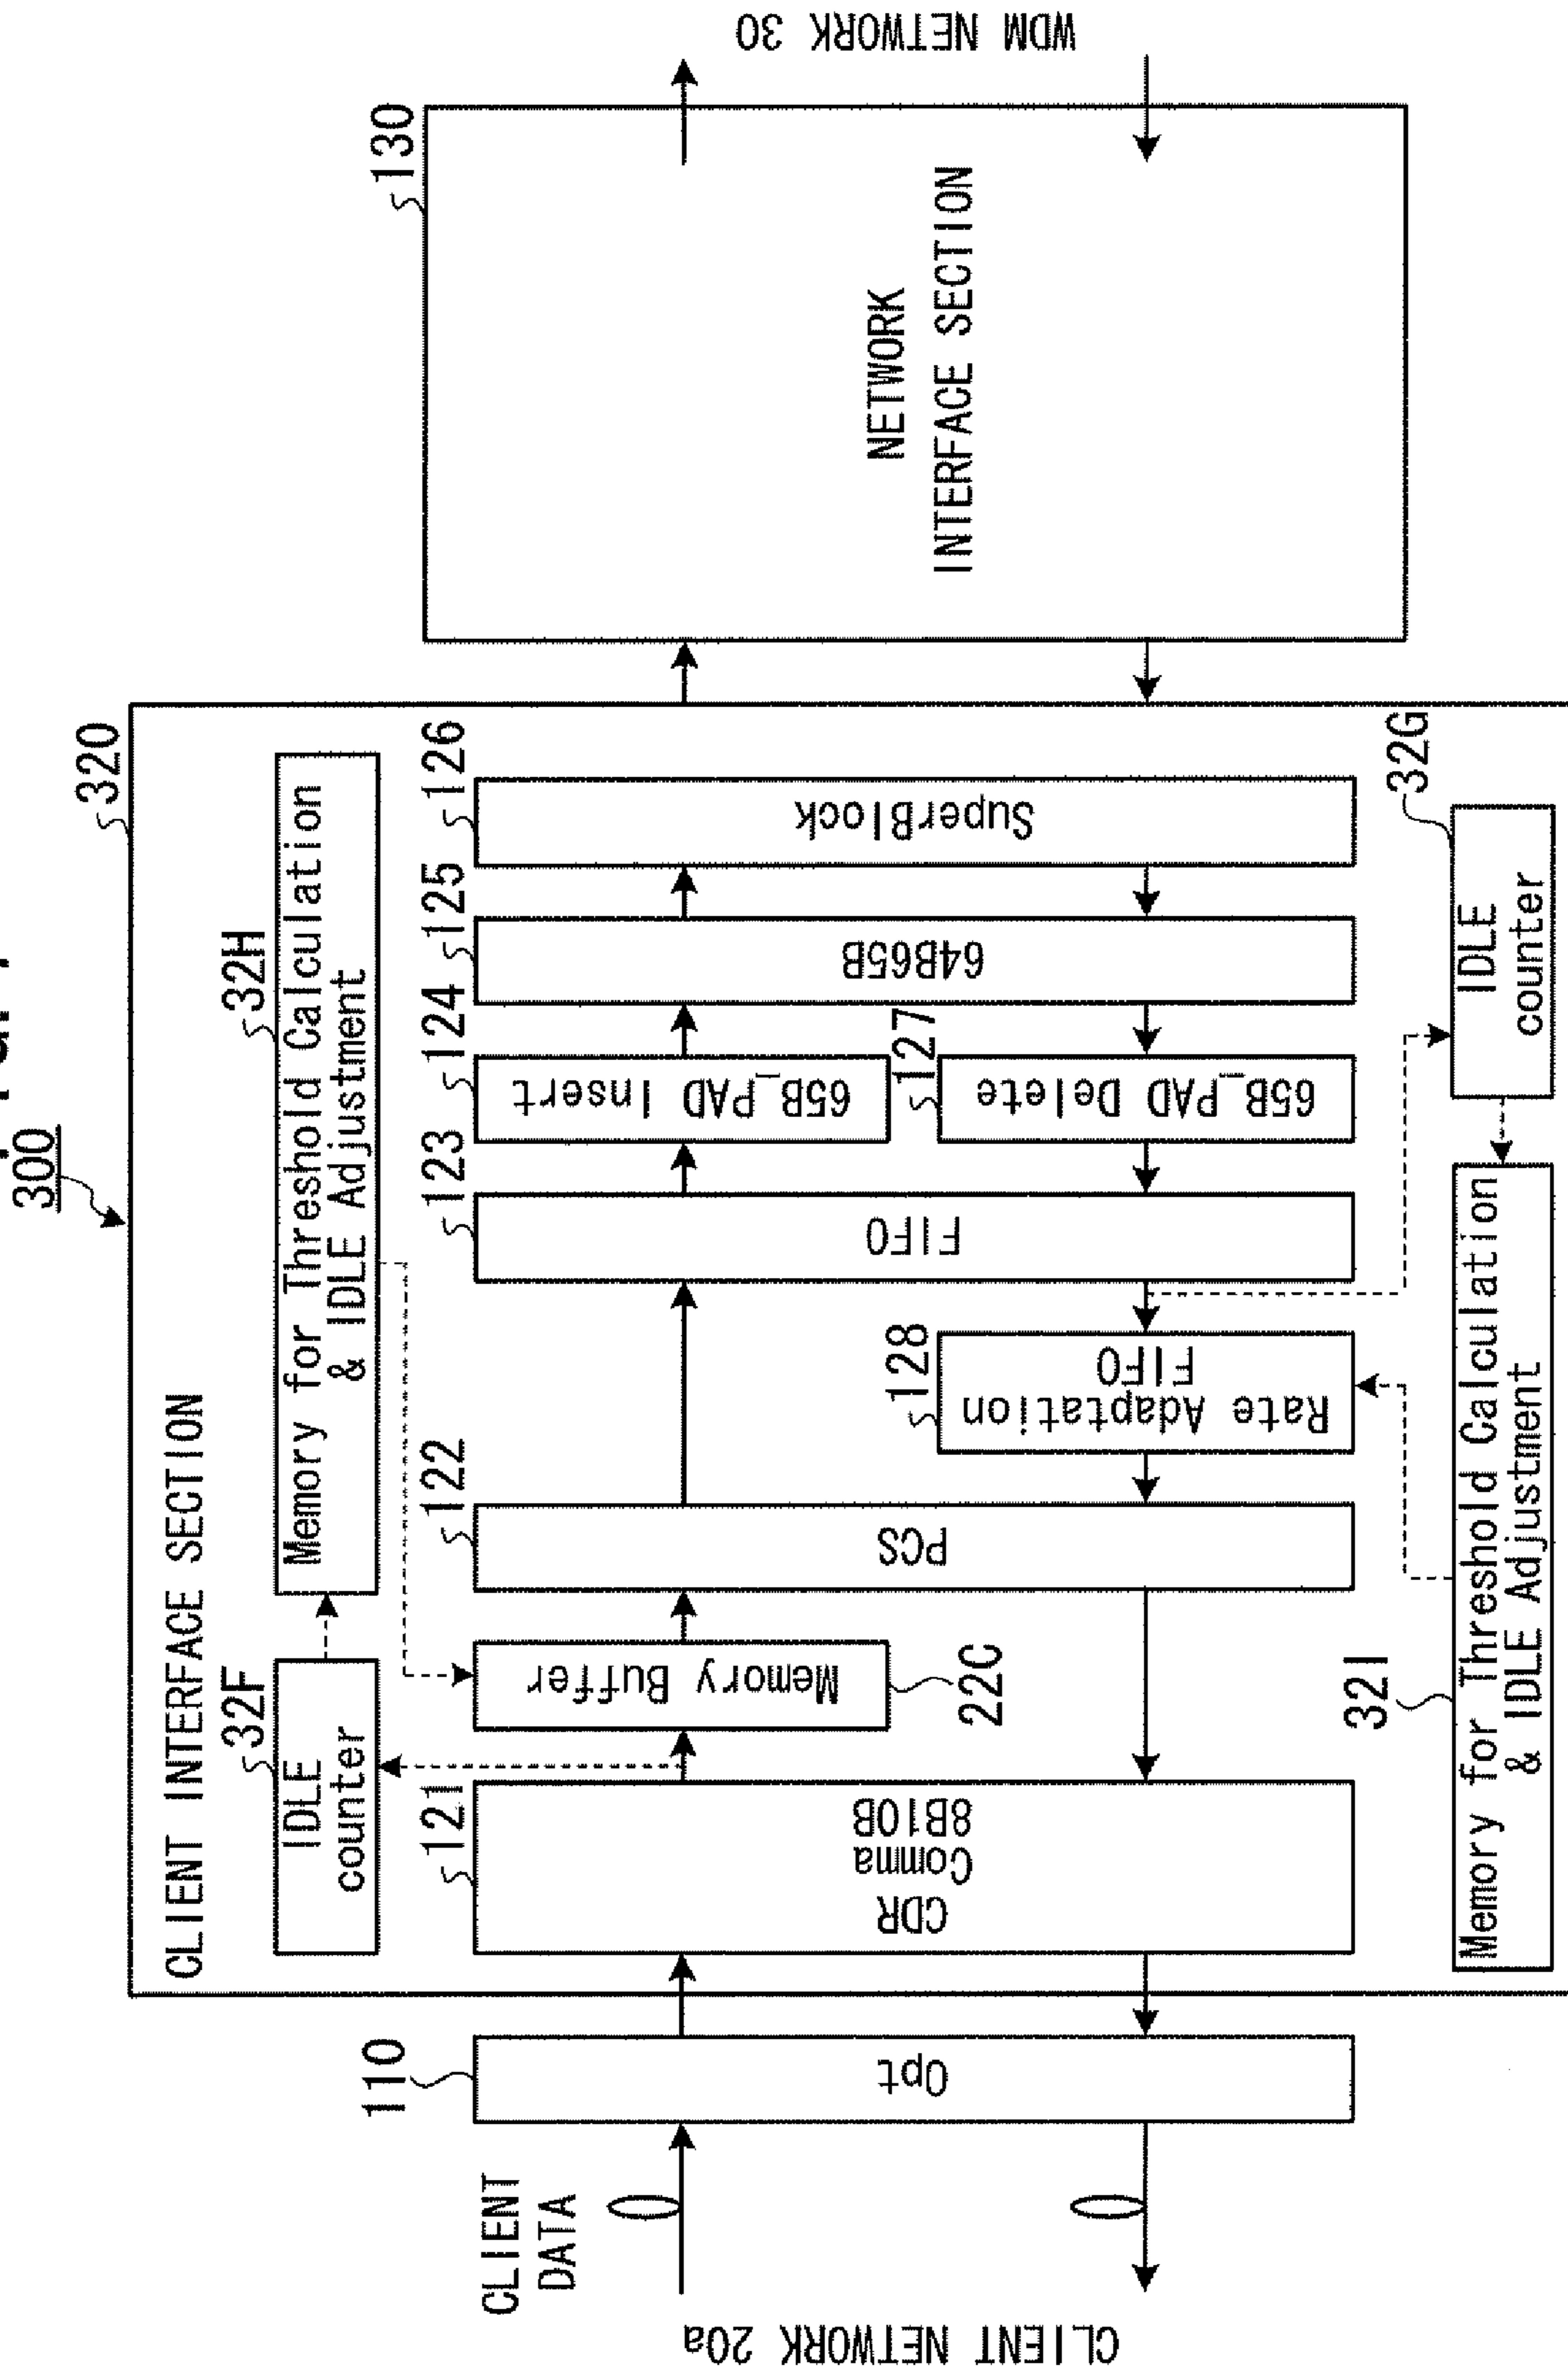 300
320
CLIENT INTERFACE SECTION
32F
IDLE
counter
32H
Memory for Threshold Calculation
& IDLE Adjustment
110
Opt
121
CDR
Comma
8B10B
Memory Buffer
22C
122
PCS
128
Rate Adaptation
FIFO
123
FIFO
124
65B_PAD Insert
127
65B_PAD Delete
125
64B65B
126
SuperBlock
32I
Memory for Threshold Calculation
& IDLE Adjustment
32G
IDLE
counter
130
NETWORK
INTERFACE SECTION
CLIENT
DATA
CLIENT NETWORK 20a
WDM NETWORK 30